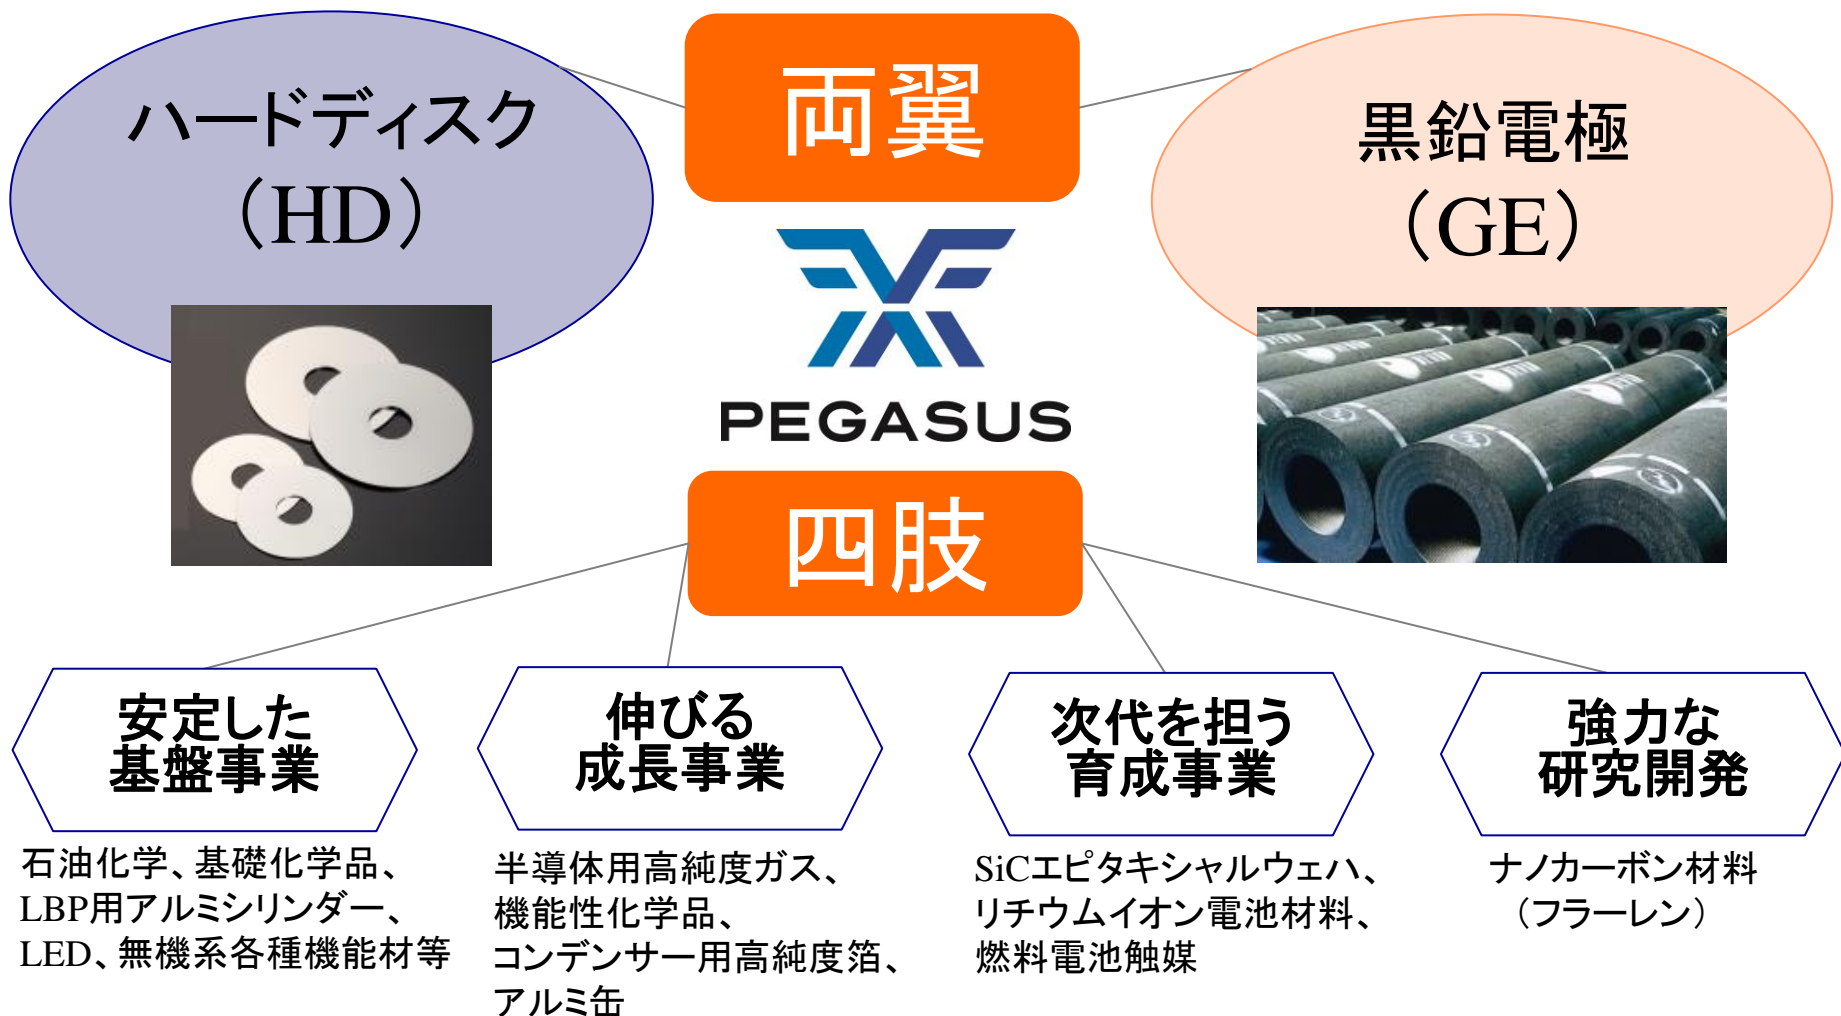 両翼
ハードディスク
（HD）
黒鉛電極
（GE）
PEGASUS
四肢
安定した
基盤事業
石油化学、基礎化学品、
LBP用アルミシリンダー、
LED、無機系各種機能材等
伸びる
成長事業
半導体用高純度ガス、
機能性化学品、
コンデンサー用高純度箔、
アルミ缶
次代を担う
育成事業
SiCエピタキシャルウェハ、
リチウムイオン電池材料、
燃料電池触媒
強力な
研究開発
ナノカーボン材料
（フラーレン）